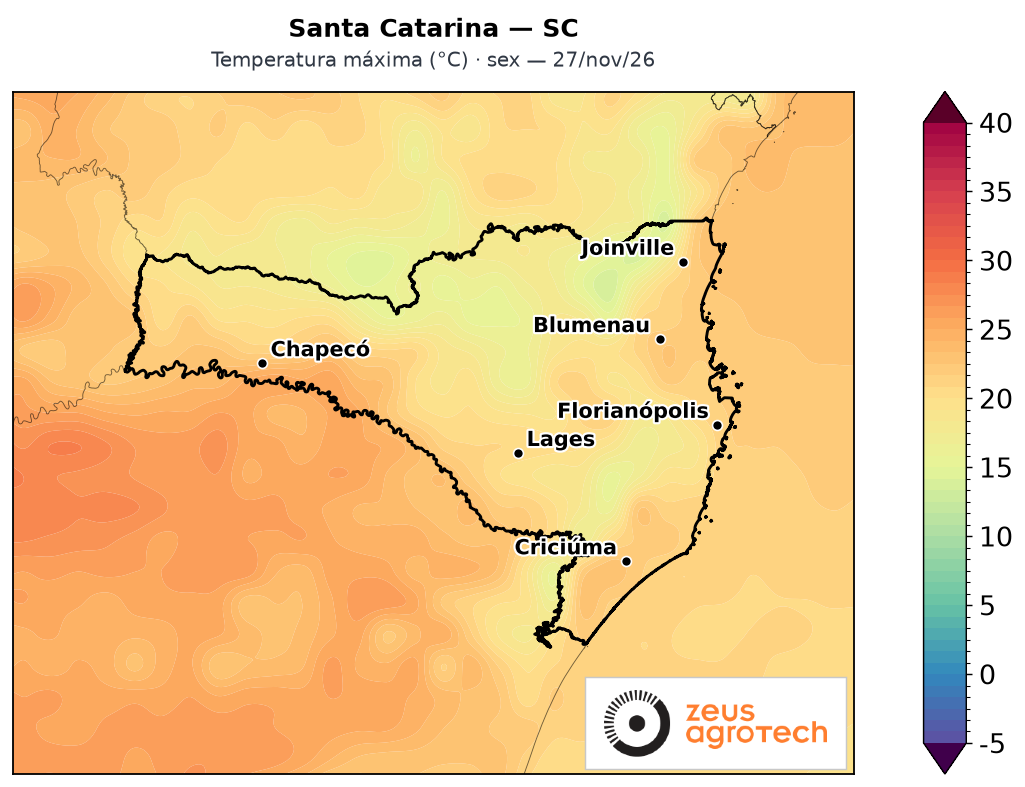 Santa Catarina — SC
Temperatura máxima (°C) · sex — 27/nov/26
Joinville
Blumenau
Chapecó
Florianópolis
Lages
Criciúma
40
35
30
25
20
15
10
5
0
-5
zeus
agrotech